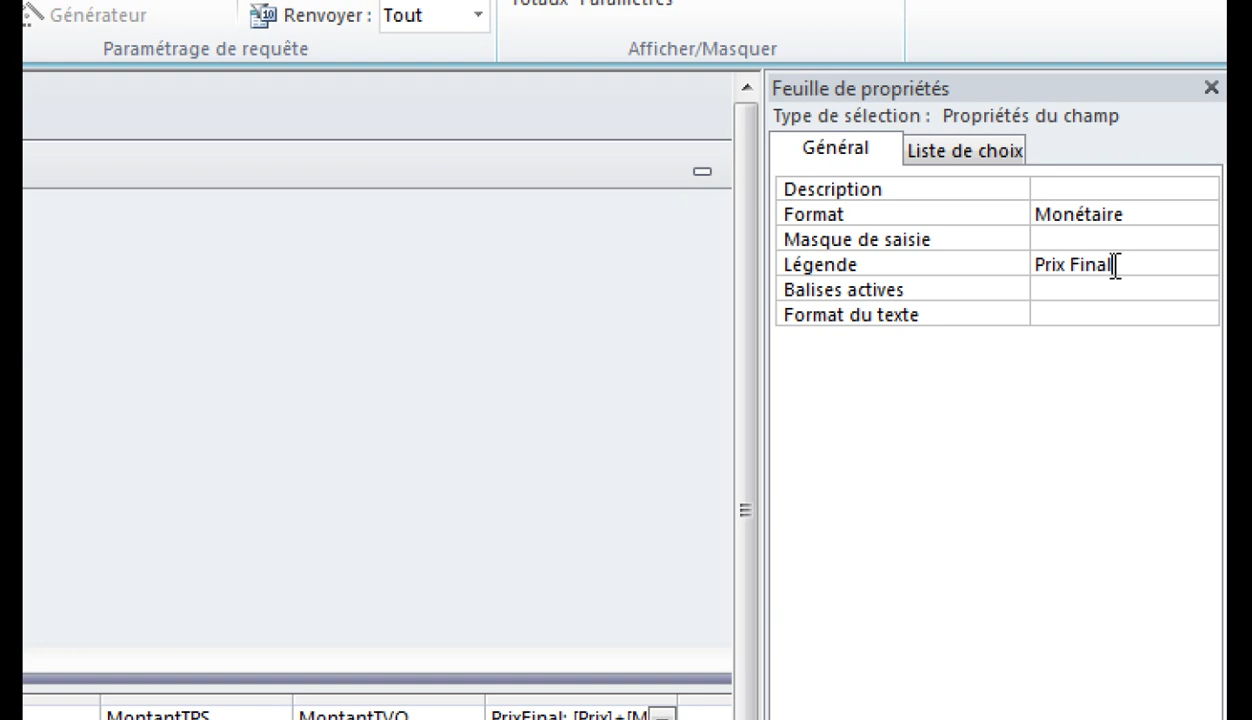 Totaux Paramètres
Générateur
Renvoyer : Tout
Paramétrage de requête
Afficher/Masquer
Feuille de propriétés
Type de sélection : Propriétés du champ
Général
Liste de choix
Description
Format Monétaire
Masque de saisie
Légende Prix Final
Balises actives
Format du texte
MontantTPS MontantTVQ PrixFinal: [Prix]+[M